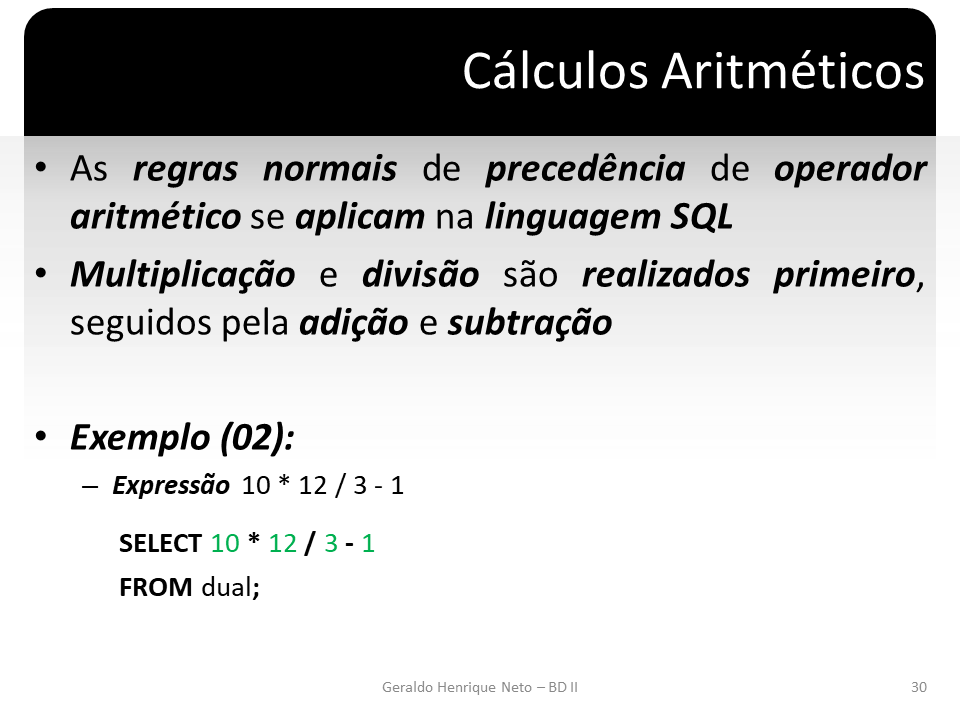 Cálculos Aritméticos
• As regras normais de precedência de operador
aritmético se aplicam na linguagem SQL
• Multiplicação e divisão são realizados primeiro,
seguidos pela adição e subtração
• Exemplo (02):
– Expressão 10 * 12 / 3 - 1
SELECT 10 * 12 / 3 - 1
FROM dual;
Geraldo Henrique Neto – BD II
30